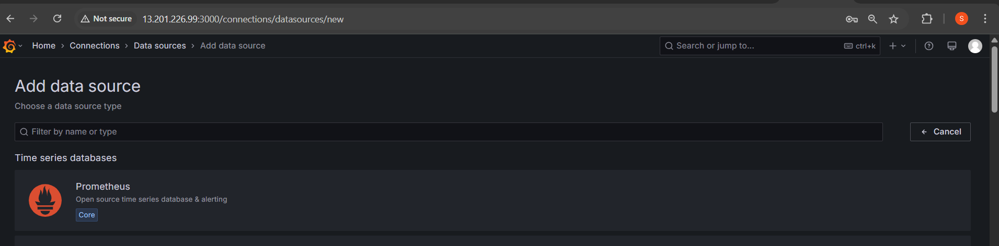 Not secure 13.201.226.99:3000/connections/datasources/new S
Home › Connections › Data sources › Add data source Search or jump to... ctrl+k
Add data source
Choose a data source type
Filter by name or type Cancel
Time series databases
Prometheus
Open source time series database & alerting
Core